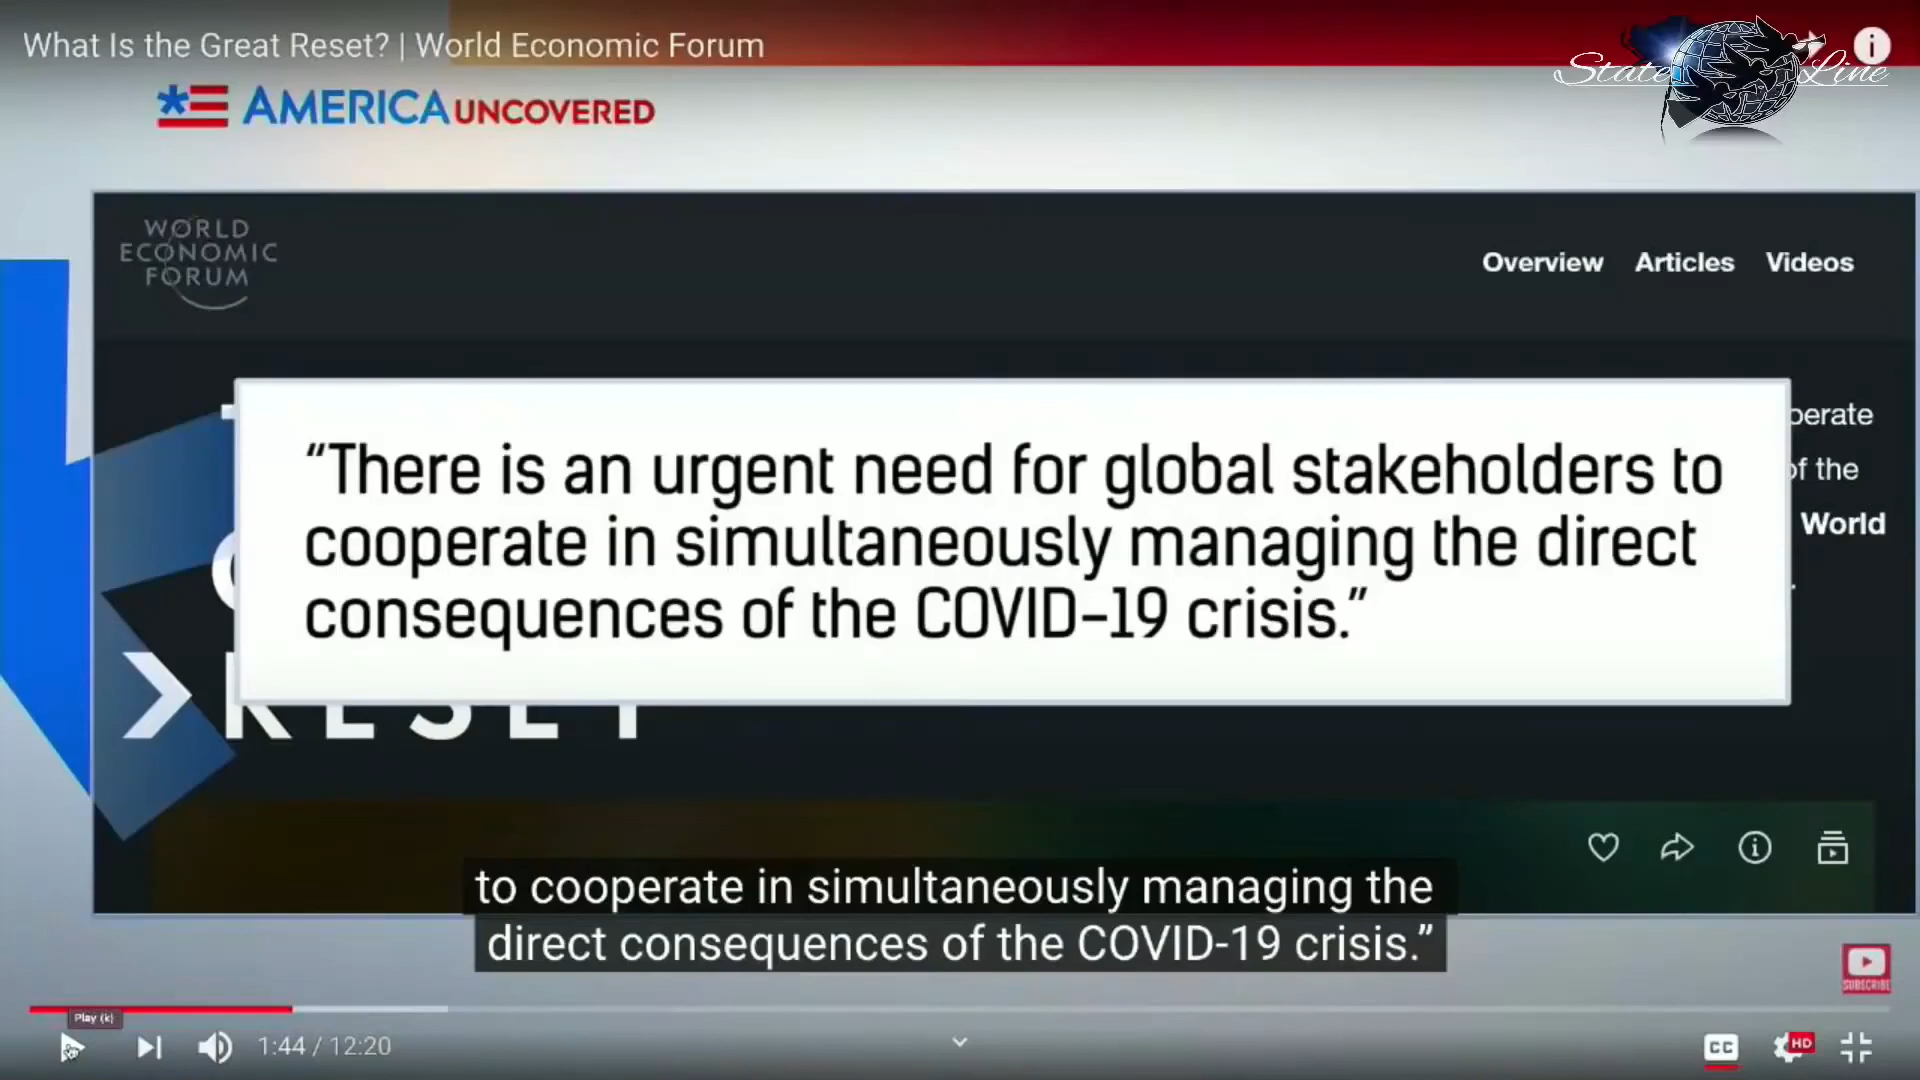 What Is the Great Reset? | World Economic Forum
State Line
AMERICA UNCOVERED
WORLD
ECONOMIC
FORUM
Overview Articles Videos
perate
of the
World
“There is an urgent need for global stakeholders to
cooperate in simultaneously managing the direct
consequences of the COVID-19 crisis.”
RESET
to cooperate in simultaneously managing the
direct consequences of the COVID-19 crisis.”
SUBSCRIBE
Play (k)
1:44 / 12:20
CC
HD